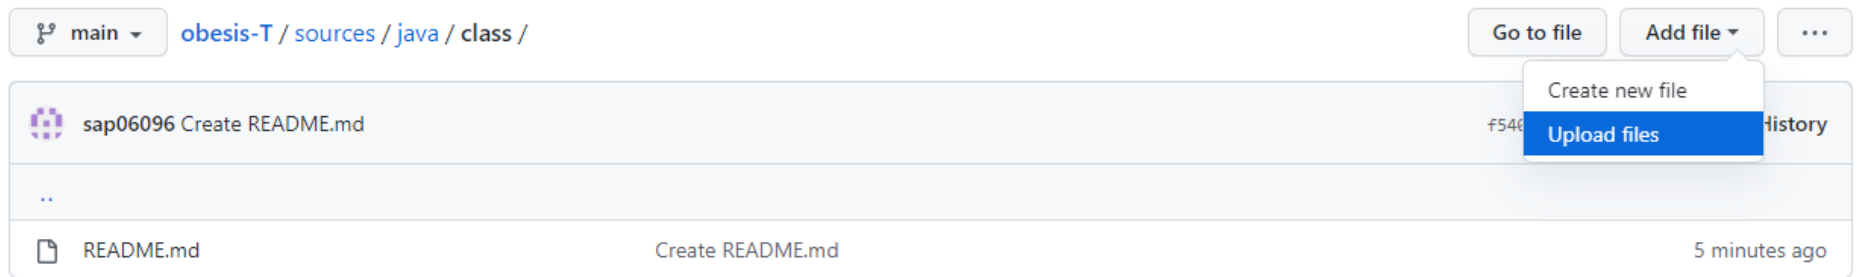 main obesis-T / sources / java / class / Go to file Add file ...
Create new file
sap06096 Create README.md History
Upload files
..
README.md Create README.md 5 minutes ago